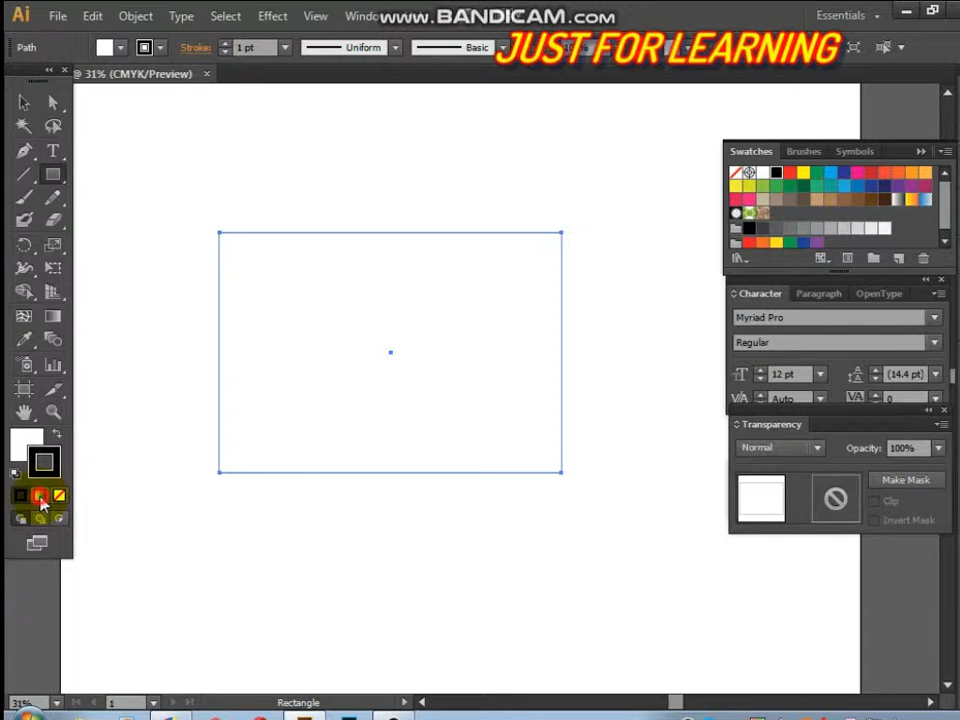 Ai File Edit Object Type Select Effect View Windo
www.BANDICAM.com
Essentials
Path Stroke: 1 pt Uniform Basic
JUST FOR LEARNING
@ 31% (CMYK/Preview) ×
Swatches Brushes Symbols
Character Paragraph OpenType
Myriad Pro
Regular
12 pt (14.4 pt)
Auto 0
Transparency
Normal Opacity: 100%
Make Mask
Clip
Invert Mask
31% 1 Rectangle